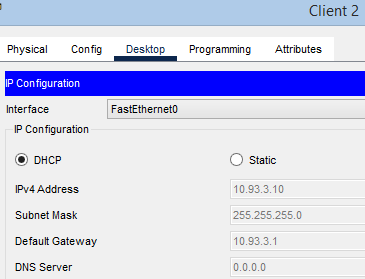 Client 2
Physical Config Desktop Programming Attributes
IP Configuration
Interface FastEthernet0
IP Configuration
DHCP Static
IPv4 Address 10.93.3.10
Subnet Mask 255.255.255.0
Default Gateway 10.93.3.1
DNS Server 0.0.0.0